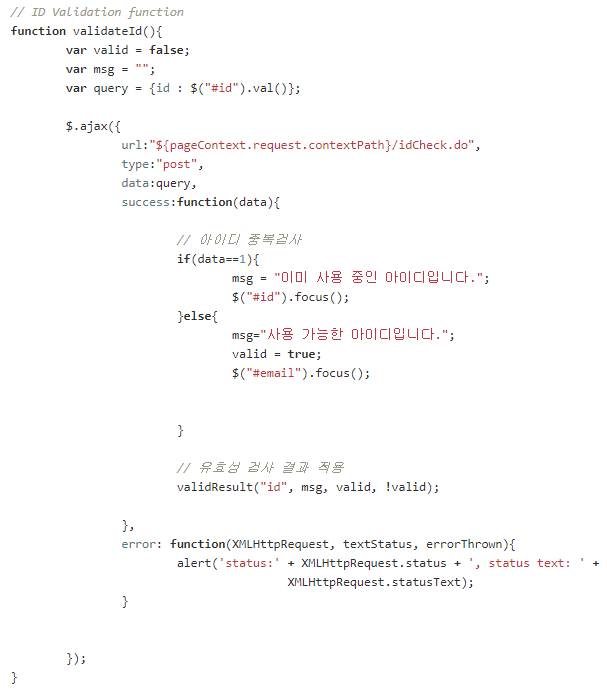 // ID Validation function
function validateId(){
var valid = false;
var msg = "";
var query = {id : $("#id").val()};
$.ajax({
url:"${pageContext.request.contextPath}/idCheck.do",
type:"post",
data:query,
success:function(data){
// 아이디 중복검사
if(data==1){
msg = "이미 사용 중인 아이디입니다.";
$("#id").focus();
}else{
msg="사용 가능한 아이디입니다.";
valid = true;
$("#email").focus();
}
// 유효성 검사 결과 적용
validResult("id", msg, valid, !valid);
},
error: function(XMLHttpRequest, textStatus, errorThrown){
alert('status:' + XMLHttpRequest.status + ', status text: ' +
XMLHttpRequest.statusText);
}
});
}